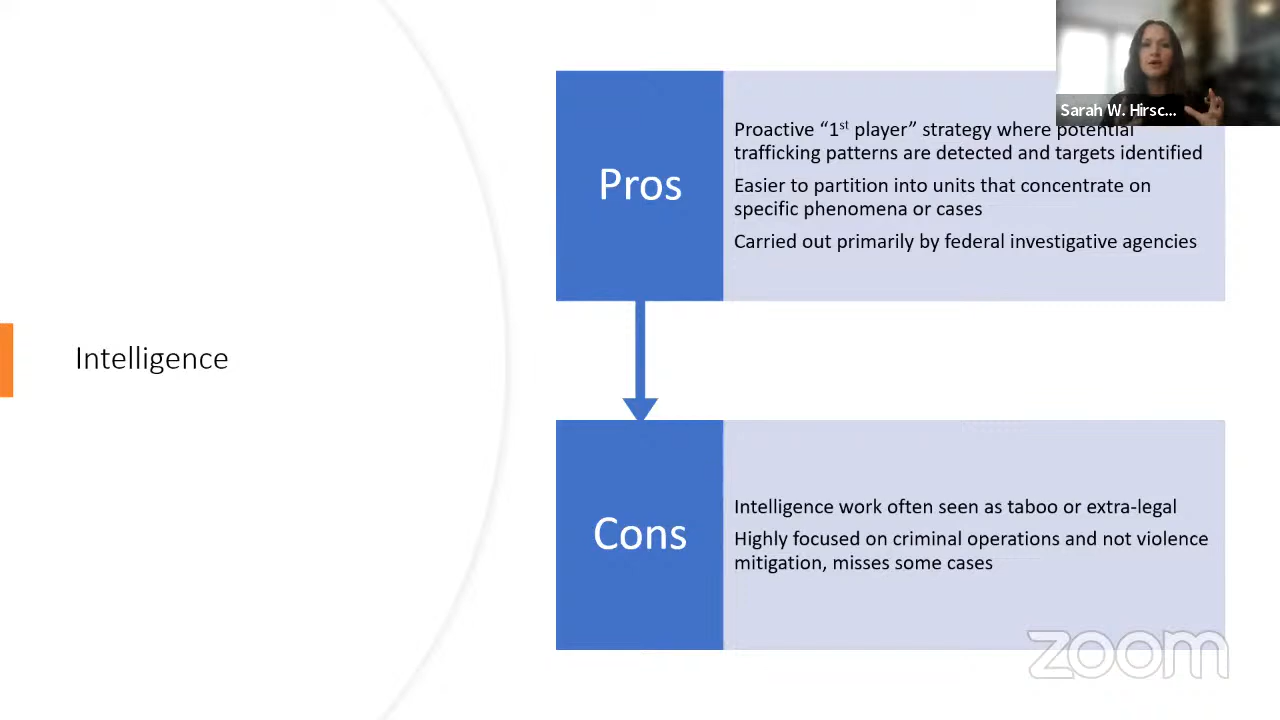 Sarah W. Hirsc...
Proactive “1st player” strategy where potential
trafficking patterns are detected and targets identified
Pros
Easier to partition into units that concentrate on
specific phenomena or cases
Carried out primarily by federal investigative agencies
Intelligence
Cons
Intelligence work often seen as taboo or extra-legal
Highly focused on criminal operations and not violence
mitigation, misses some cases
zoom